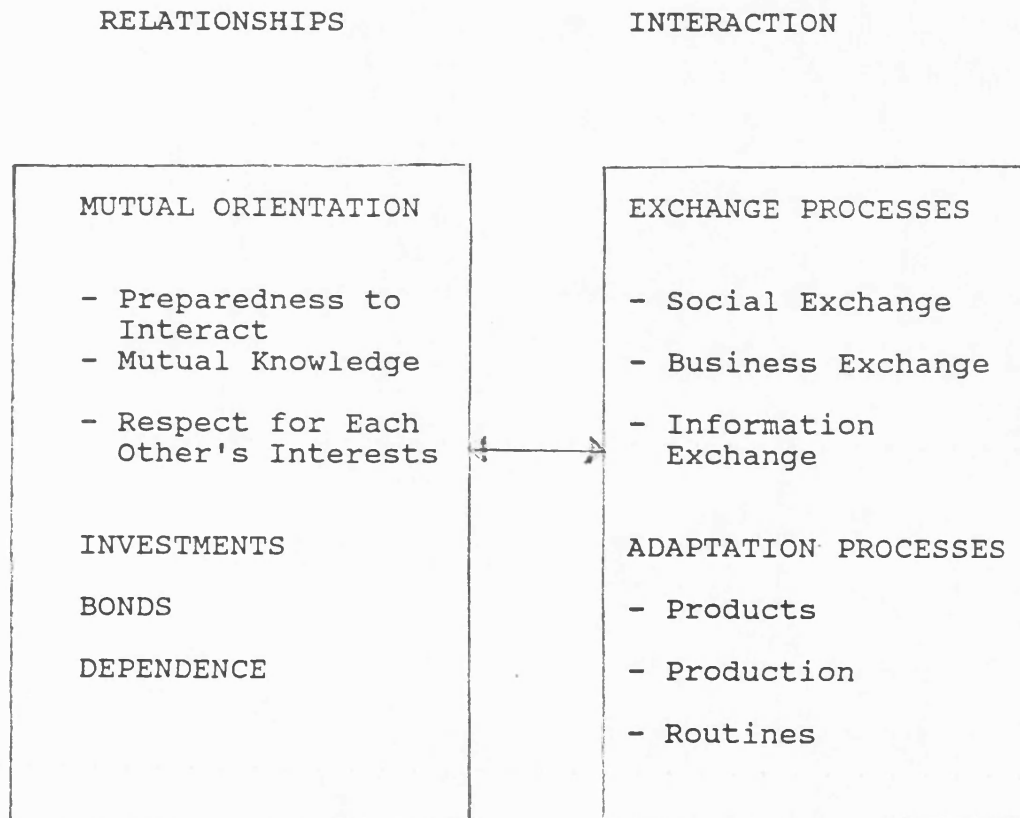 RELATIONSHIPS
INTERACTION
MUTUAL ORIENTATION
- Preparedness to
Interact
- Mutual Knowledge
- Respect for Each
Other's Interests
INVESTMENTS
BONDS
DEPENDENCE
EXCHANGE PROCESSES
- Social Exchange
- Business Exchange
- Information
Exchange
ADAPTATION PROCESSES
- Products
- Production
- Routines